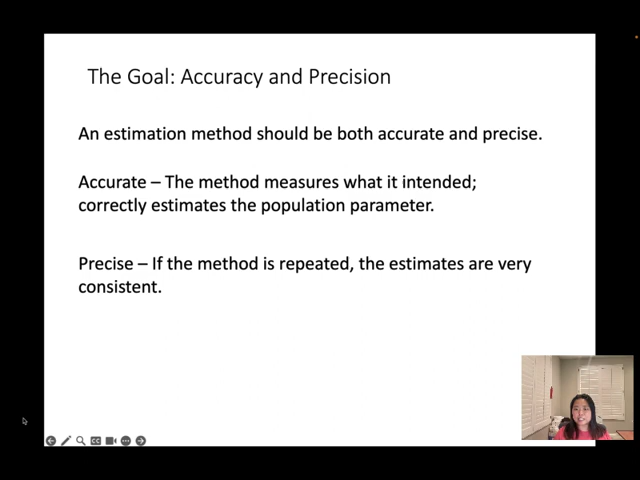 The Goal: Accuracy and Precision
An estimation method should be both accurate and precise.
Accurate – The method measures what it intended;
correctly estimates the population parameter.
Precise – If the method is repeated, the estimates are very
consistent.